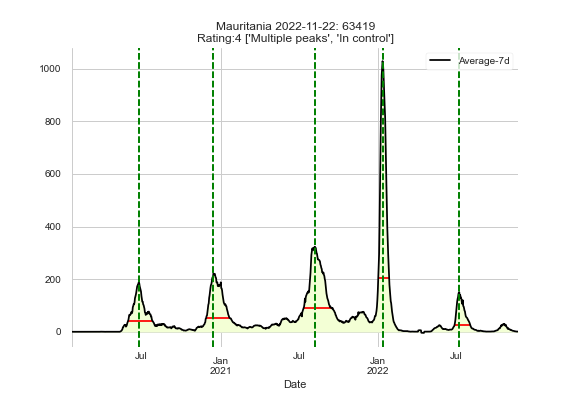 Mauritania 2022-11-22: 63419
Rating:4 ['Multiple peaks', 'In control']
Average-7d
1000
800
600
400
200
0
Jul
Jan
2021
Jul
Jan
2022
Jul
Date